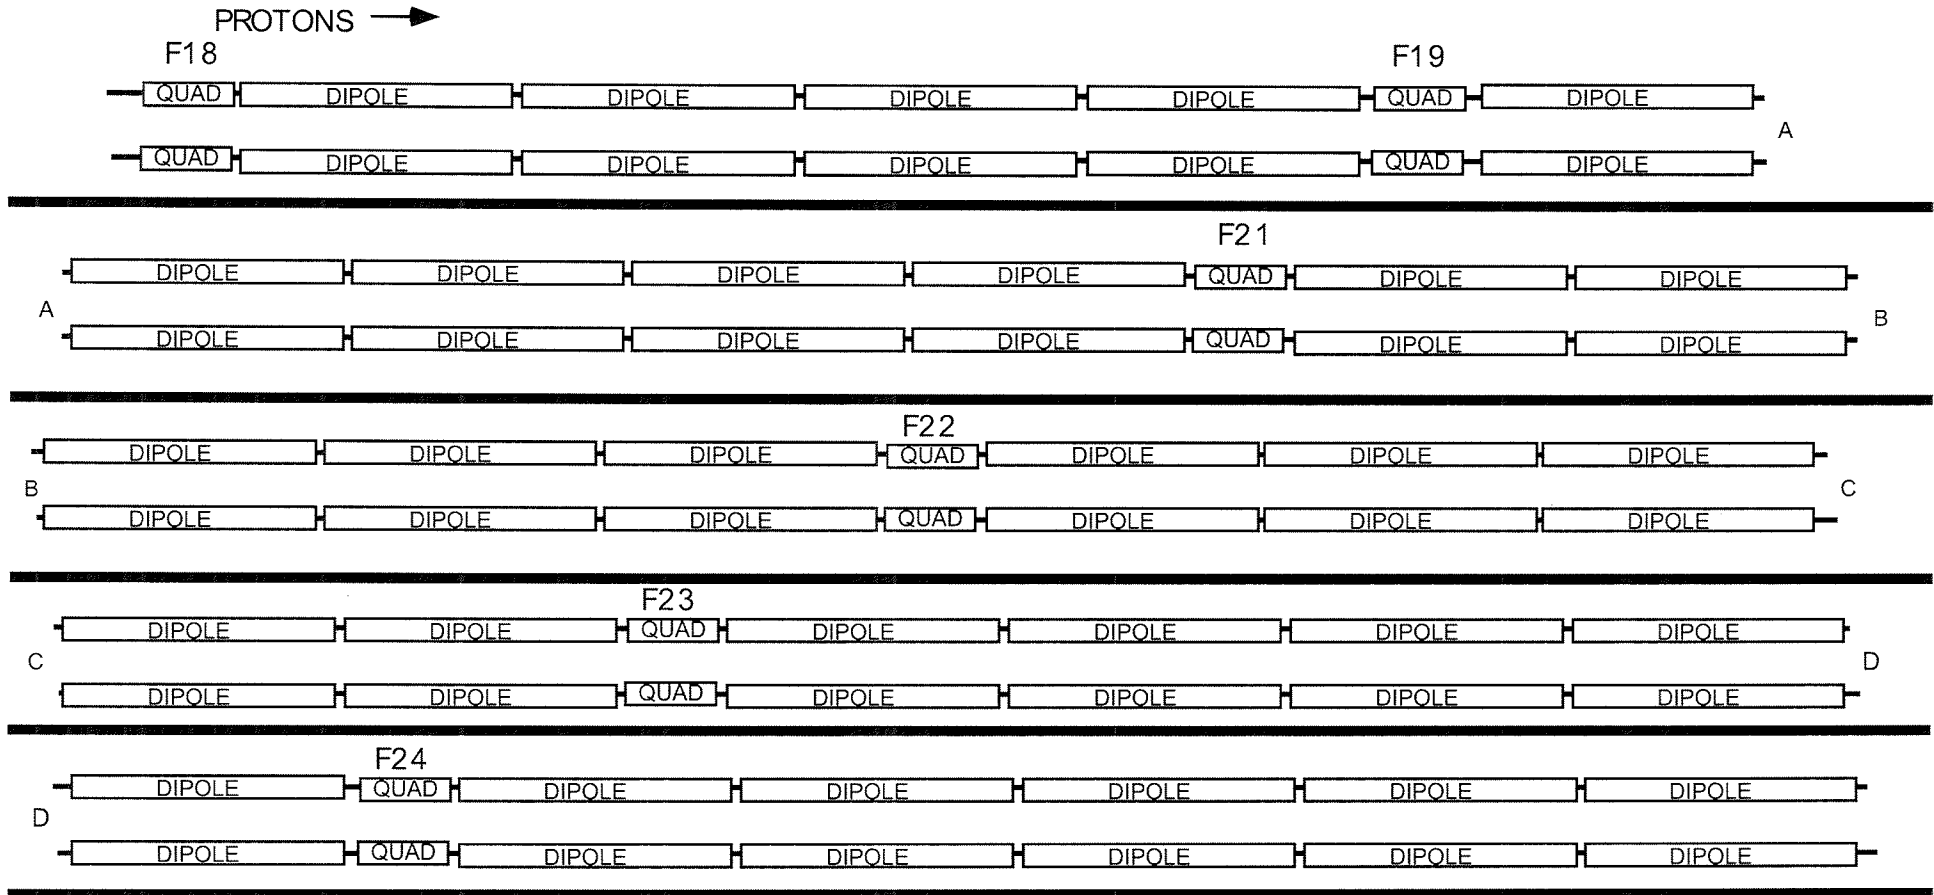 PROTONS
F18 F19
QUAD DIPOLE DIPOLE DIPOLE DIPOLE QUAD DIPOLE
A
QUAD DIPOLE DIPOLE DIPOLE DIPOLE QUAD DIPOLE
F21
DIPOLE DIPOLE DIPOLE DIPOLE QUAD DIPOLE DIPOLE
A B
DIPOLE DIPOLE DIPOLE DIPOLE QUAD DIPOLE DIPOLE
F22
DIPOLE DIPOLE DIPOLE QUAD DIPOLE DIPOLE DIPOLE
B C
DIPOLE DIPOLE DIPOLE QUAD DIPOLE DIPOLE DIPOLE
F23
DIPOLE DIPOLE QUAD DIPOLE DIPOLE DIPOLE DIPOLE
C D
DIPOLE DIPOLE QUAD DIPOLE DIPOLE DIPOLE DIPOLE
F24
DIPOLE QUAD DIPOLE DIPOLE DIPOLE DIPOLE DIPOLE
D
DIPOLE QUAD DIPOLE DIPOLE DIPOLE DIPOLE DIPOLE